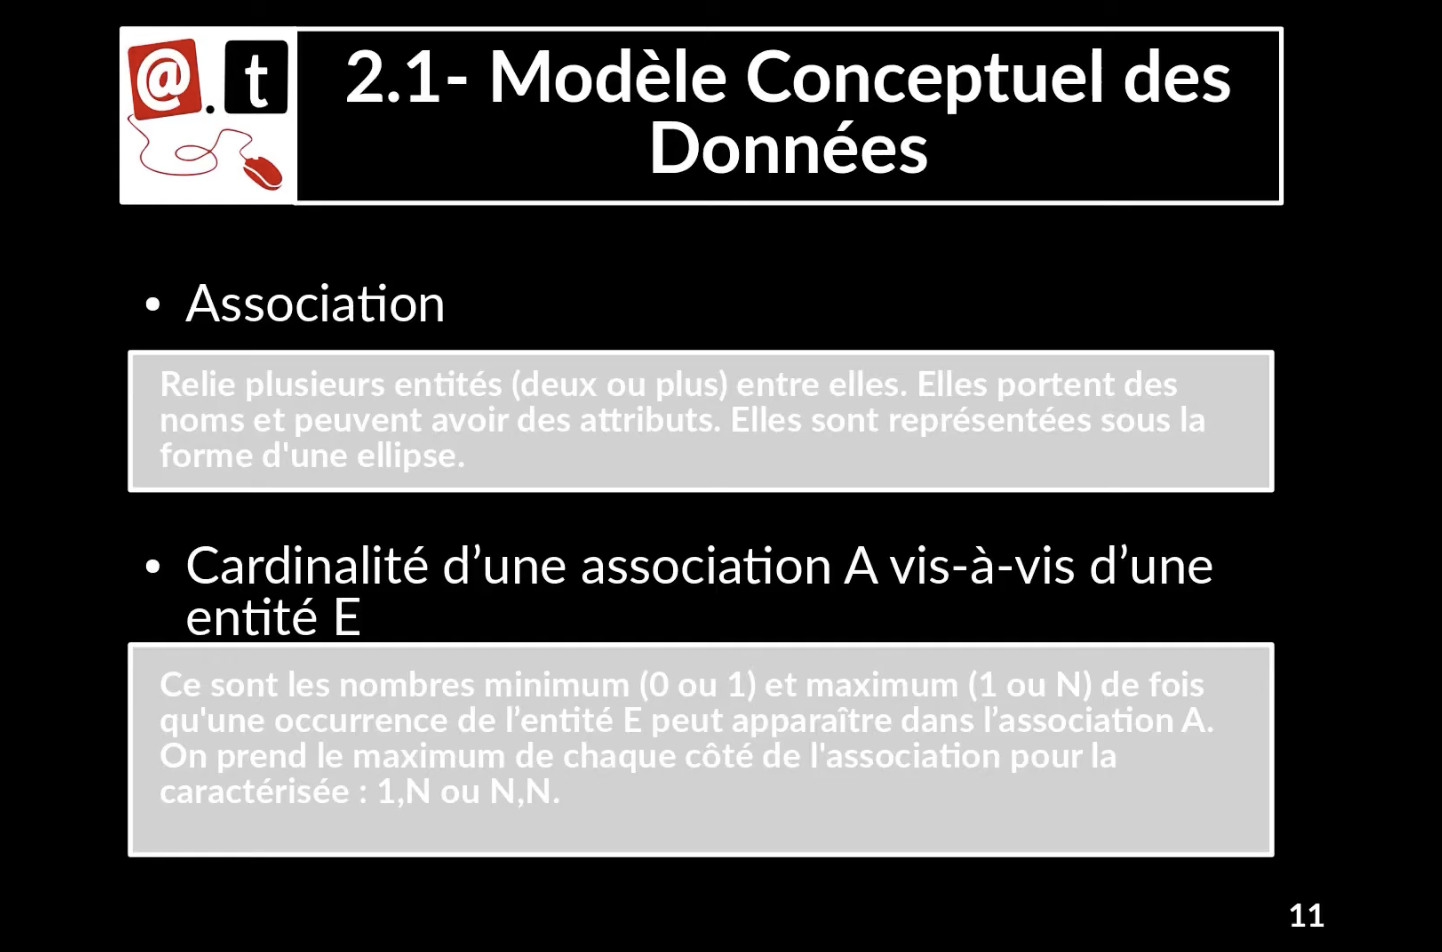 @.t
2.1- Modèle Conceptuel des
Données
• Association
Relie plusieurs entités (deux ou plus) entre elles. Elles portent des
noms et peuvent avoir des attributs. Elles sont représentées sous la
forme d'une ellipse.
• Cardinalité d’une association A vis-à-vis d’une
entité E
Ce sont les nombres minimum (0 ou 1) et maximum (1 ou N) de fois
qu'une occurrence de l’entité E peut apparaître dans l’association A.
On prend le maximum de chaque côté de l'association pour la
caractérisée : 1,N ou N,N.
11